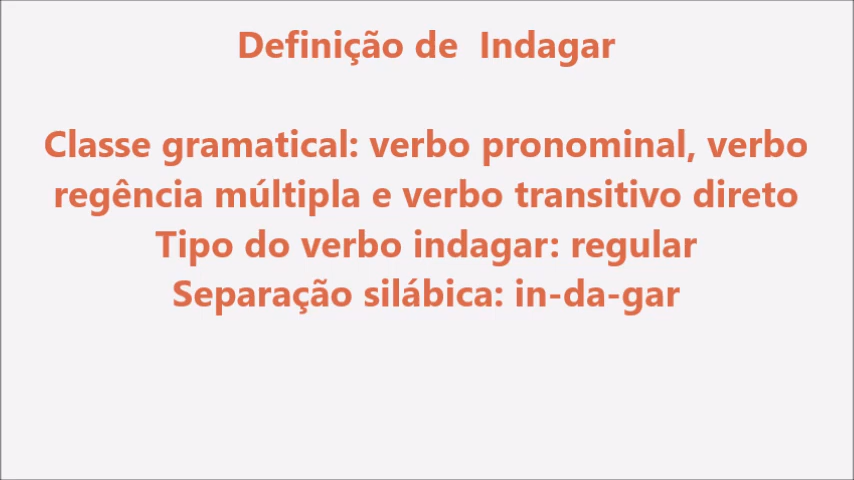 Definição de  Indagar
Classe gramatical: verbo pronominal, verbo
regência múltipla e verbo transitivo direto
Tipo do verbo indagar: regular
Separação silábica: in-da-gar